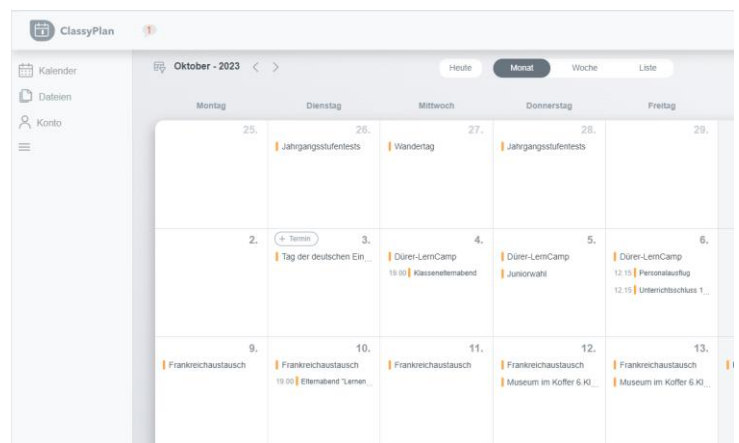 ClassyPlan
1
Kalender
Dateien
Konto
Oktober - 2023
Heute
Monat
Woche
Liste
Montag
Dienstag
Mittwoch
Donnerstag
Freitag
25.
26.
27.
28.
29.
Jahrgangsstufentests
Wandertag
Jahrgangsstufentests
2.
+ Termin
3.
4.
5.
6.
Tag der deutschen Ein...
Dürer-LernCamp
Dürer-LernCamp
Dürer-LernCamp
19:00 Klassenelternabend
Juniorwahl
12:15 Personalausflug
12:15 Unterrichtsschluss 1...
9.
10.
11.
12.
13.
Frankreichaustausch
Frankreichaustausch
Frankreichaustausch
Frankreichaustausch
Frankreichaustausch
19:00 Elternabend "Lernen...
Museum im Koffer 6.Kl...
Museum im Koffer 6.Kl...